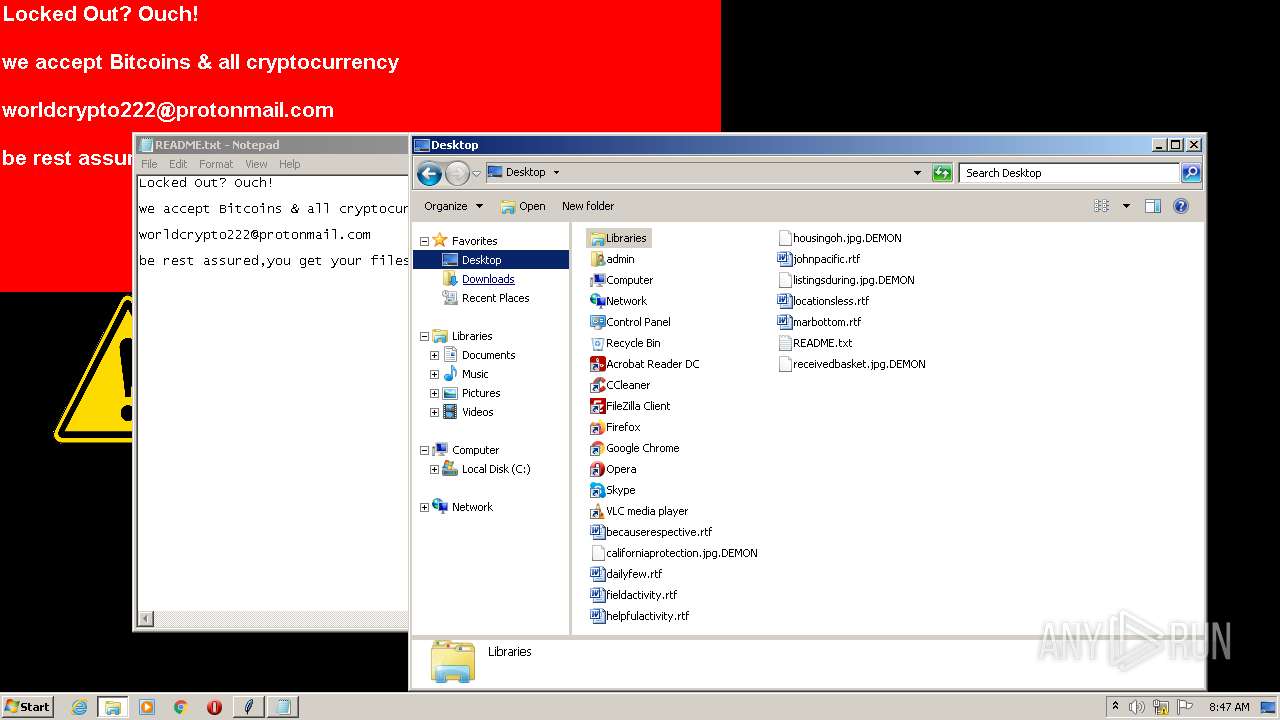 Locked Out? Ouch!
we accept Bitcoins & all cryptocurrency
worldcrypto222@protonmail.com
be rest assur
README.txt - Notepad
File Edit Format View Help
Locked Out? Ouch!
we accept Bitcoins & all cryptocur
worldcrypto222@protonmail.com
be rest assured,you get your files
Desktop
Desktop
Search Desktop
Organize Open New folder
Favorites
Desktop
Downloads
Recent Places
Libraries
Documents
Music
Pictures
Videos
Computer
Local Disk (C:)
Network
Libraries
admin
Computer
Network
Control Panel
Recycle Bin
Acrobat Reader DC
CCleaner
FileZilla Client
Firefox
Google Chrome
Opera
Skype
VLC media player
becauserespective.rtf
californiaprotection.jpg.DEMON
dailyfew.rtf
fieldactivity.rtf
helpfulactivity.rtf
housingoh.jpg.DEMON
johnpacific.rtf
listingsduring.jpg.DEMON
locangeless.rtf
marbottom.rtf
README.txt
receivedbasket.jpg.DEMON
Libraries
ANY RUN
Start
8:47 AM